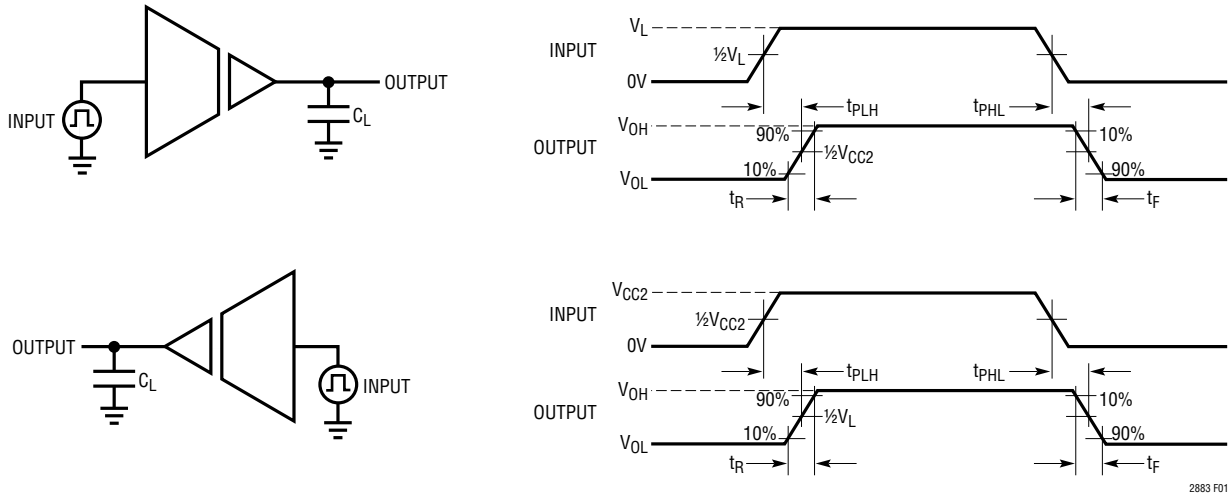 INPUT
OUTPUT
C_L
INPUT
V_L
½V_L
0V
t_PLH
t_PHL
OUTPUT
V_OH
90%
10%
V_OL
½V_CC2
10%
90%
t_R
t_F
OUTPUT
C_L
INPUT
INPUT
V_CC2
½V_CC2
0V
t_PLH
t_PHL
OUTPUT
V_OH
90%
10%
V_OL
½V_L
10%
90%
t_R
t_F
2883 F01